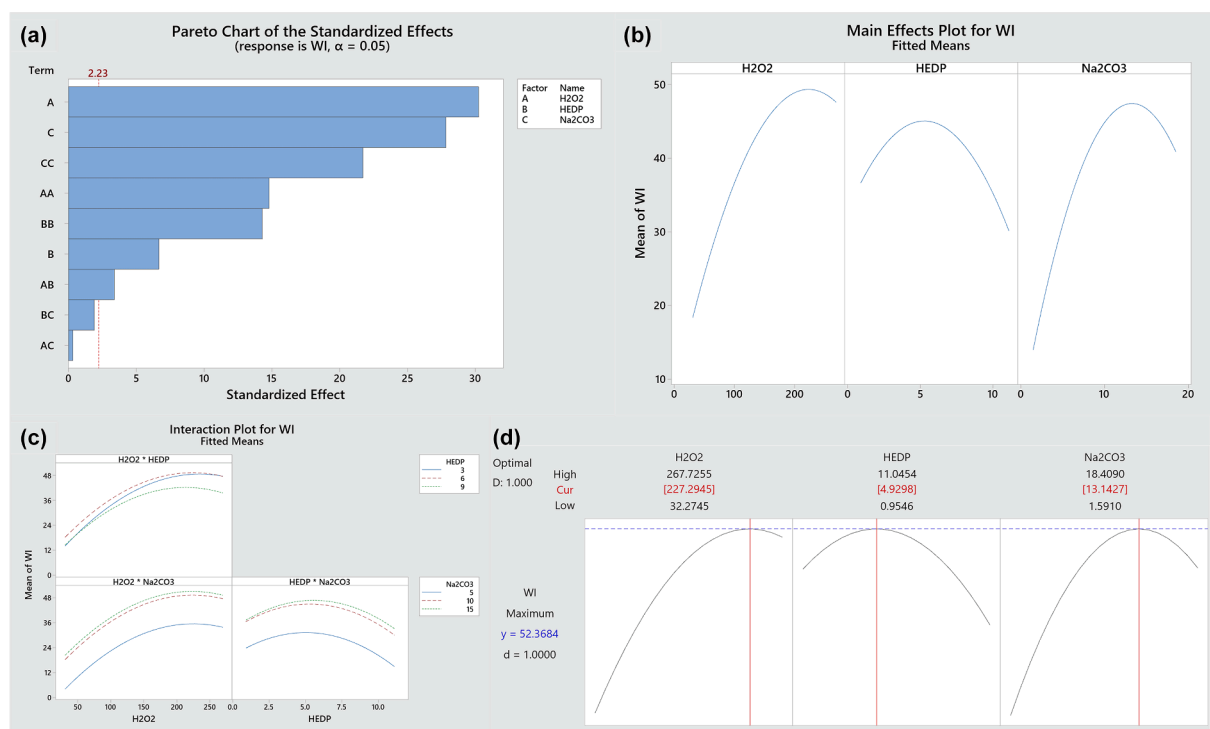 (a)
Pareto Chart of the Standardized Effects
(response is WI, α = 0.05)
Term
2.23
A
C
CC
AA
BB
B
AB
BC
AC
0 5 10 15 20 25 30
Standardized Effect
Factor Name
A H2O2
B HEDP
C Na2CO3
(b)
Main Effects Plot for WI
Fitted Means
H2O2 HEDP Na2CO3
Mean of WI
50
40
30
20
10
0 100 200 0 5 10 0 10 20
(c)
Interaction Plot for WI
Fitted Means
H2O2 * HEDP
48
36
24
12
0
HEDP
3
6
9
Mean of WI
H2O2 * Na2CO3 HEDP * Na2CO3
48
36
24
12
0
Na2CO3
5
10
15
50 100 150 200 250 0.0 2.5 5.0 7.5 10.0
H2O2 HEDP
(d)
Optimal
D: 1.000
H2O2 HEDP Na2CO3
High 267.7255 11.0454 18.4090
Cur [227.2945] [4.9298] [13.1427]
Low 32.2745 0.9546 1.5910
WI
Maximum
y = 52.3684
d = 1.0000